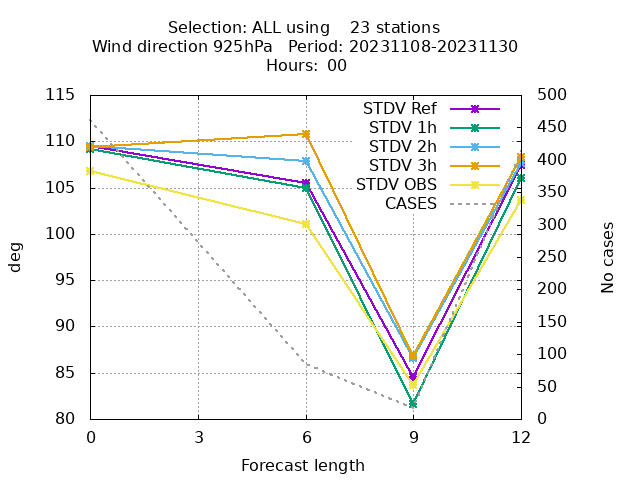 Selection: ALL using    23 stations
Wind direction 925hPa   Period: 20231108-20231130
Hours:  00
STDV Ref
STDV 1h
STDV 2h
STDV 3h
STDV OBS
CASES
115
110
105
100
95
90
85
80
deg
500
450
400
350
300
250
200
150
100
50
0
No cases
0 3 6 9 12
Forecast length